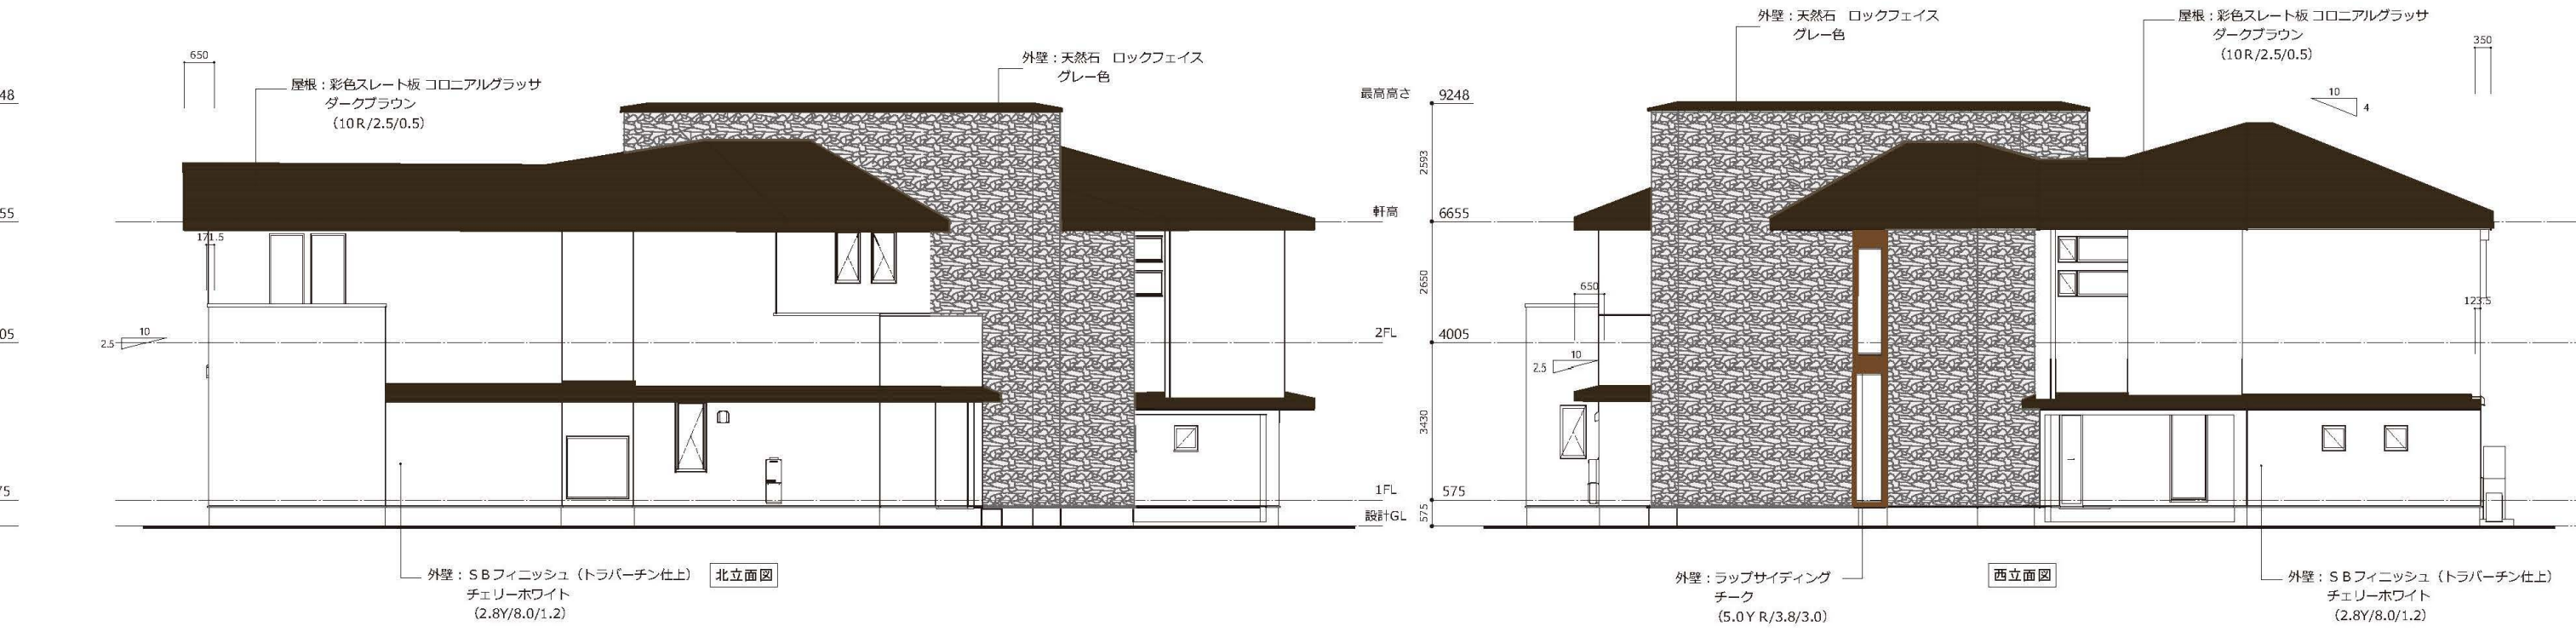 650
屋根：彩色スレート板 コロニアルグラッサ
ダークブラウン
（10R/2.5/0.5）
外壁：天然石　ロックフェイス
グレー色
48
55
05
75
171.5
10
2.5
外壁：ＳＢフィニッシュ（トラバーチン仕上）
チェリーホワイト
（2.8Y/8.0/1.2）
北立面図
最高高さ
9248
2593
軒高
6655
2650
2FL
4005
3430
1FL
575
設計GL
575
外壁：天然石　ロックフェイス
グレー色
屋根：彩色スレート板 コロニアルグラッサ
ダークブラウン
（10R/2.5/0.5）
350
10
4
650
10
2.5
123.5
外壁：ラップサイディング
チーク
（5.0ＹＲ/3.8/3.0）
西立面図
外壁：ＳＢフィニッシュ（トラバーチン仕上）
チェリーホワイト
（2.8Y/8.0/1.2）